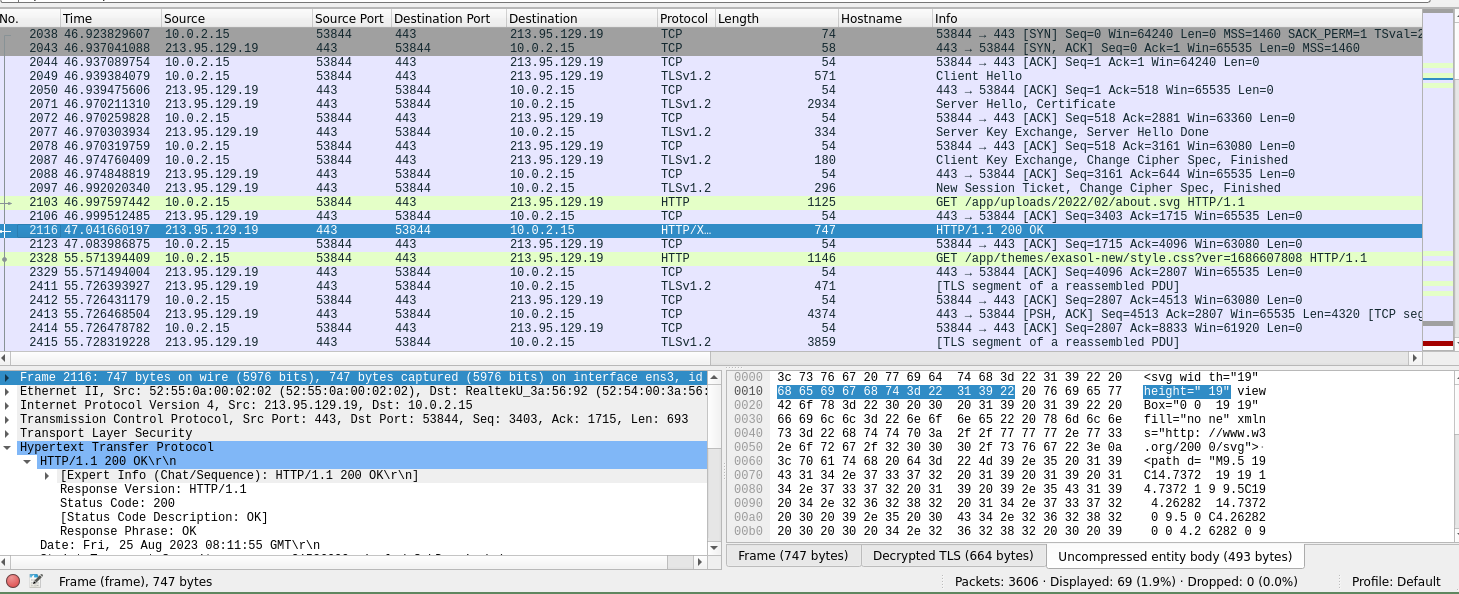 No. Time Source Source Port Destination Port Destination Protocol Length Hostname Info
2038 46.923829607 10.0.2.15 53844 443 213.95.129.19 TCP 74 53844 → 443 [SYN] Seq=0 Win=64240 Len=0 MSS=1460 SACK_PERM=1 TSval=2
2043 46.937041088 213.95.129.19 443 53844 10.0.2.15 TCP 58 443 → 53844 [SYN, ACK] Seq=0 Ack=1 Win=65535 Len=0 MSS=1460
2044 46.937089754 10.0.2.15 53844 443 213.95.129.19 TCP 54 53844 → 443 [ACK] Seq=1 Ack=1 Win=64240 Len=0
2049 46.939384079 10.0.2.15 53844 443 213.95.129.19 TLSv1.2 571 Client Hello
2050 46.939475606 213.95.129.19 443 53844 10.0.2.15 TCP 54 443 → 53844 [ACK] Seq=1 Ack=518 Win=65535 Len=0
2071 46.970211310 213.95.129.19 443 53844 10.0.2.15 TLSv1.2 2934 Server Hello, Certificate
2072 46.970259828 10.0.2.15 53844 443 213.95.129.19 TCP 54 53844 → 443 [ACK] Seq=518 Ack=2881 Win=63360 Len=0
2077 46.970303934 213.95.129.19 443 53844 10.0.2.15 TLSv1.2 334 Server Key Exchange, Server Hello Done
2078 46.970319759 10.0.2.15 53844 443 213.95.129.19 TCP 54 53844 → 443 [ACK] Seq=518 Ack=3161 Win=63080 Len=0
2087 46.974760409 10.0.2.15 53844 443 213.95.129.19 TLSv1.2 180 Client Key Exchange, Change Cipher Spec, Finished
2088 46.974848819 213.95.129.19 443 53844 10.0.2.15 TCP 54 443 → 53844 [ACK] Seq=3161 Ack=644 Win=65535 Len=0
2097 46.992020340 213.95.129.19 443 53844 10.0.2.15 TLSv1.2 296 New Session Ticket, Change Cipher Spec, Finished
2103 46.997597442 10.0.2.15 53844 443 213.95.129.19 HTTP 1125 GET /app/uploads/2022/02/about.svg HTTP/1.1
2106 46.999512485 213.95.129.19 443 53844 10.0.2.15 TCP 54 443 → 53844 [ACK] Seq=3403 Ack=1715 Win=65535 Len=0
2116 47.041660197 213.95.129.19 443 53844 10.0.2.15 HTTP/X… 747 HTTP/1.1 200 OK
2123 47.083986875 10.0.2.15 53844 443 213.95.129.19 TCP 54 53844 → 443 [ACK] Seq=1715 Ack=4096 Win=63080 Len=0
2328 55.571394409 10.0.2.15 53844 443 213.95.129.19 HTTP 1146 GET /app/themes/exasol-new/style.css?ver=1686607808 HTTP/1.1
2329 55.571494004 213.95.129.19 443 53844 10.0.2.15 TCP 54 443 → 53844 [ACK] Seq=4096 Ack=2807 Win=65535 Len=0
2411 55.726393927 213.95.129.19 443 53844 10.0.2.15 TLSv1.2 471 [TLS segment of a reassembled PDU]
2412 55.726431179 10.0.2.15 53844 443 213.95.129.19 TCP 54 53844 → 443 [ACK] Seq=2807 Ack=4513 Win=63080 Len=0
2413 55.726468504 213.95.129.19 443 53844 10.0.2.15 TCP 4374 443 → 53844 [PSH, ACK] Seq=4513 Ack=2807 Win=65535 Len=4320 [TCP seg
2414 55.726478782 10.0.2.15 53844 443 213.95.129.19 TCP 54 53844 → 443 [ACK] Seq=2807 Ack=8833 Win=61920 Len=0
2415 55.728319228 213.95.129.19 443 53844 10.0.2.15 TLSv1.2 3859 [TLS segment of a reassembled PDU]
Frame 2116: 747 bytes on wire (5976 bits), 747 bytes captured (5976 bits) on interface ens3, id
Ethernet II, Src: 52:55:0a:00:02:02 (52:55:0a:00:02:02), Dst: RealtekU_3a:56:92 (52:54:00:3a:56:
Internet Protocol Version 4, Src: 213.95.129.19, Dst: 10.0.2.15
Transmission Control Protocol, Src Port: 443, Dst Port: 53844, Seq: 3403, Ack: 1715, Len: 693
Transport Layer Security
Hypertext Transfer Protocol
HTTP/1.1 200 OK\r\n
[Expert Info (Chat/Sequence): HTTP/1.1 200 OK\r\n]
Response Version: HTTP/1.1
Status Code: 200
[Status Code Description: OK]
Response Phrase: OK
Date: Fri, 25 Aug 2023 08:11:55 GMT\r\n
0000 3c 73 76 67 20 77 69 64 74 68 3d 22 31 39 22 20 <svg wid th="19"
0010 68 65 69 67 68 74 3d 22 31 39 22 20 76 69 65 77 height=" 19" view
0020 42 6f 78 3d 22 30 20 30 20 31 39 20 31 39 22 20 Box="0 0 19 19"
0030 66 69 6c 6c 3d 22 6e 6f 6e 65 22 20 78 6d 6c 6e fill="no ne" xmln
0040 73 3d 22 68 74 74 70 3a 2f 2f 77 77 77 2e 77 33 s="http: //www.w3
0050 2e 6f 72 67 2f 32 30 30 30 2f 73 76 67 22 3e 0a .org/200 0/svg">·
0060 3c 70 61 74 68 20 64 3d 22 4d 39 2e 35 20 31 39 <path d= "M9.5 19
0070 43 31 34 2e 37 33 37 32 20 31 39 20 31 39 20 31 C14.7372 19 19 1
0080 34 2e 37 33 37 32 20 31 39 20 39 2e 35 43 31 39 4.7372 1 9 9.5C19
0090 20 34 2e 32 36 32 38 32 20 31 34 2e 37 33 37 32 4.26282 14.7372
00a0 20 30 20 39 2e 35 20 30 43 34 2e 32 36 32 38 32 0 9.5 0 C4.26282
00b0 20 30 20 30 20 34 2e 32 36 32 38 32 20 30 20 39 0 0 4.2 6282 0 9
Frame (747 bytes) Decrypted TLS (664 bytes) Uncompressed entity body (493 bytes)
Frame (frame), 747 bytes Packets: 3606 · Displayed: 69 (1.9%) · Dropped: 0 (0.0%) Profile: Default